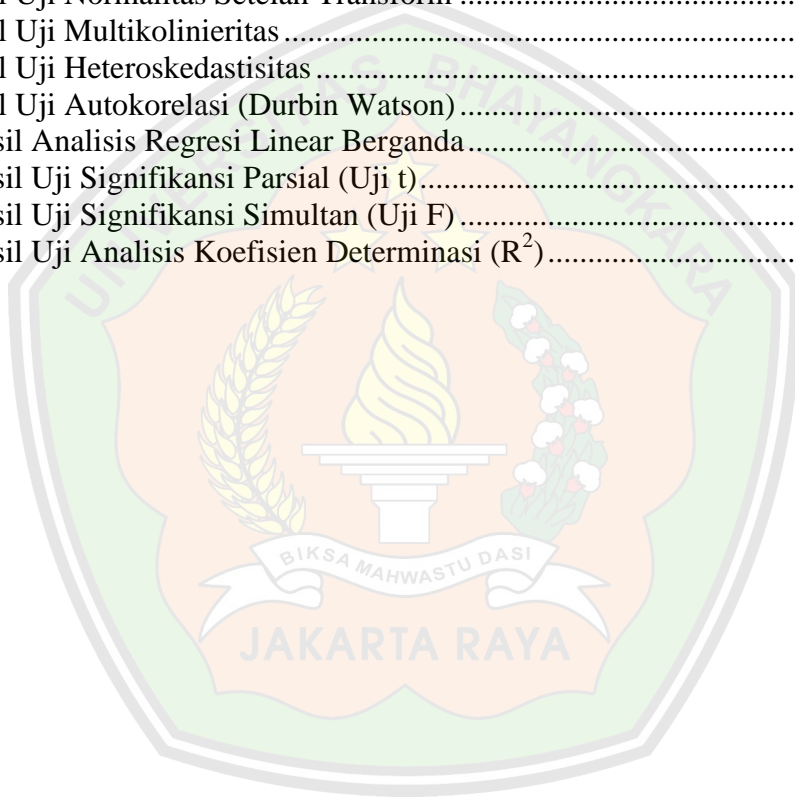 Uji Normalitas Setelah Transform
l Uji Multikolinieritas
l Uji Heteroskedastisitas
l Uji Autokorelasi (Durbin Watson)
sil Analisis Regresi Linear Berganda
sil Uji Signifikansi Parsial (Uji t)
sil Uji Signifikansi Simultan (Uji F)
sil Uji Analisis Koefisien Determinasi (R²)
UNIVERSITAS BHAYANGKARA
BIKSA MAHWASTU DASI
JAKARTA RAYA